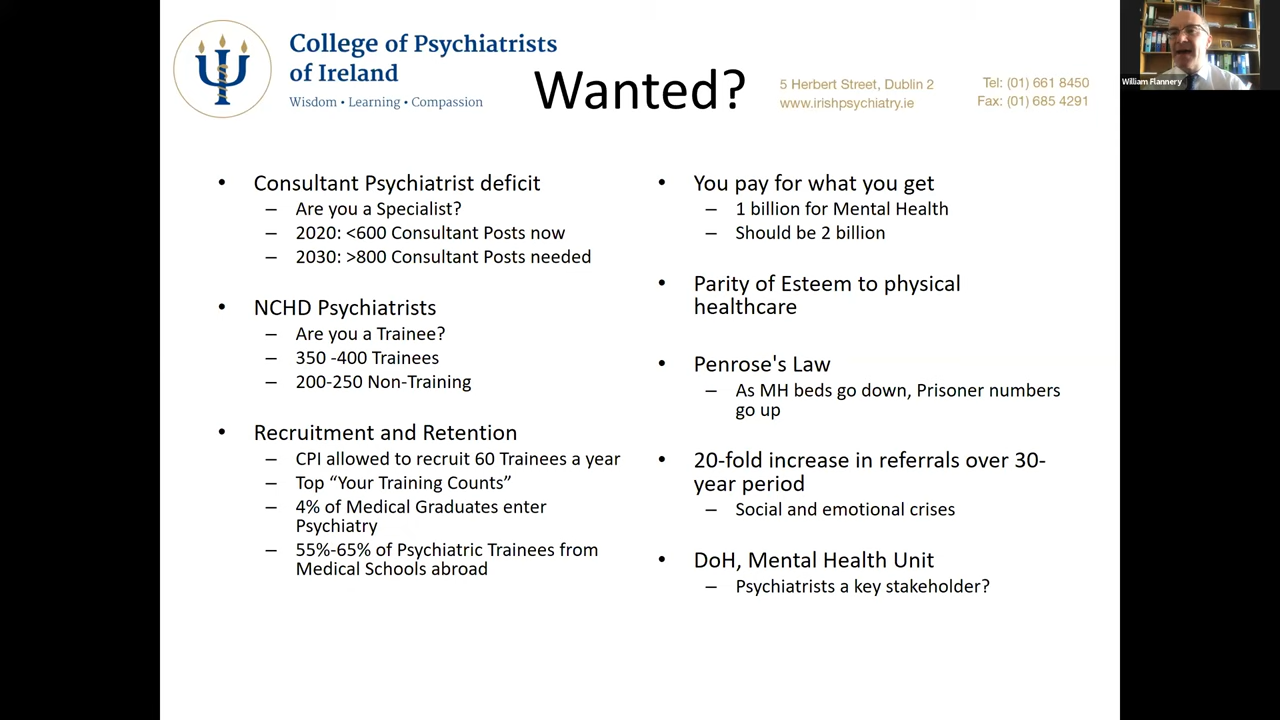 College of Psychiatrists
of Ireland
Wisdom • Learning • Compassion
Wanted?
5 Herbert Street, Dublin 2
www.irishpsychiatry.ie
Tel: (01) 661 8450
Fax: (01) 685 4291
William Flannery
• Consultant Psychiatrist deficit
– Are you a Specialist?
– 2020: <600 Consultant Posts now
– 2030: >800 Consultant Posts needed
• NCHD Psychiatrists
– Are you a Trainee?
– 350 -400 Trainees
– 200-250 Non-Training
• Recruitment and Retention
– CPI allowed to recruit 60 Trainees a year
– Top “Your Training Counts”
– 4% of Medical Graduates enter
Psychiatry
– 55%-65% of Psychiatric Trainees from
Medical Schools abroad
• You pay for what you get
– 1 billion for Mental Health
– Should be 2 billion
• Parity of Esteem to physical
healthcare
• Penrose's Law
– As MH beds go down, Prisoner numbers
go up
• 20-fold increase in referrals over 30-
year period
– Social and emotional crises
• DoH, Mental Health Unit
– Psychiatrists a key stakeholder?